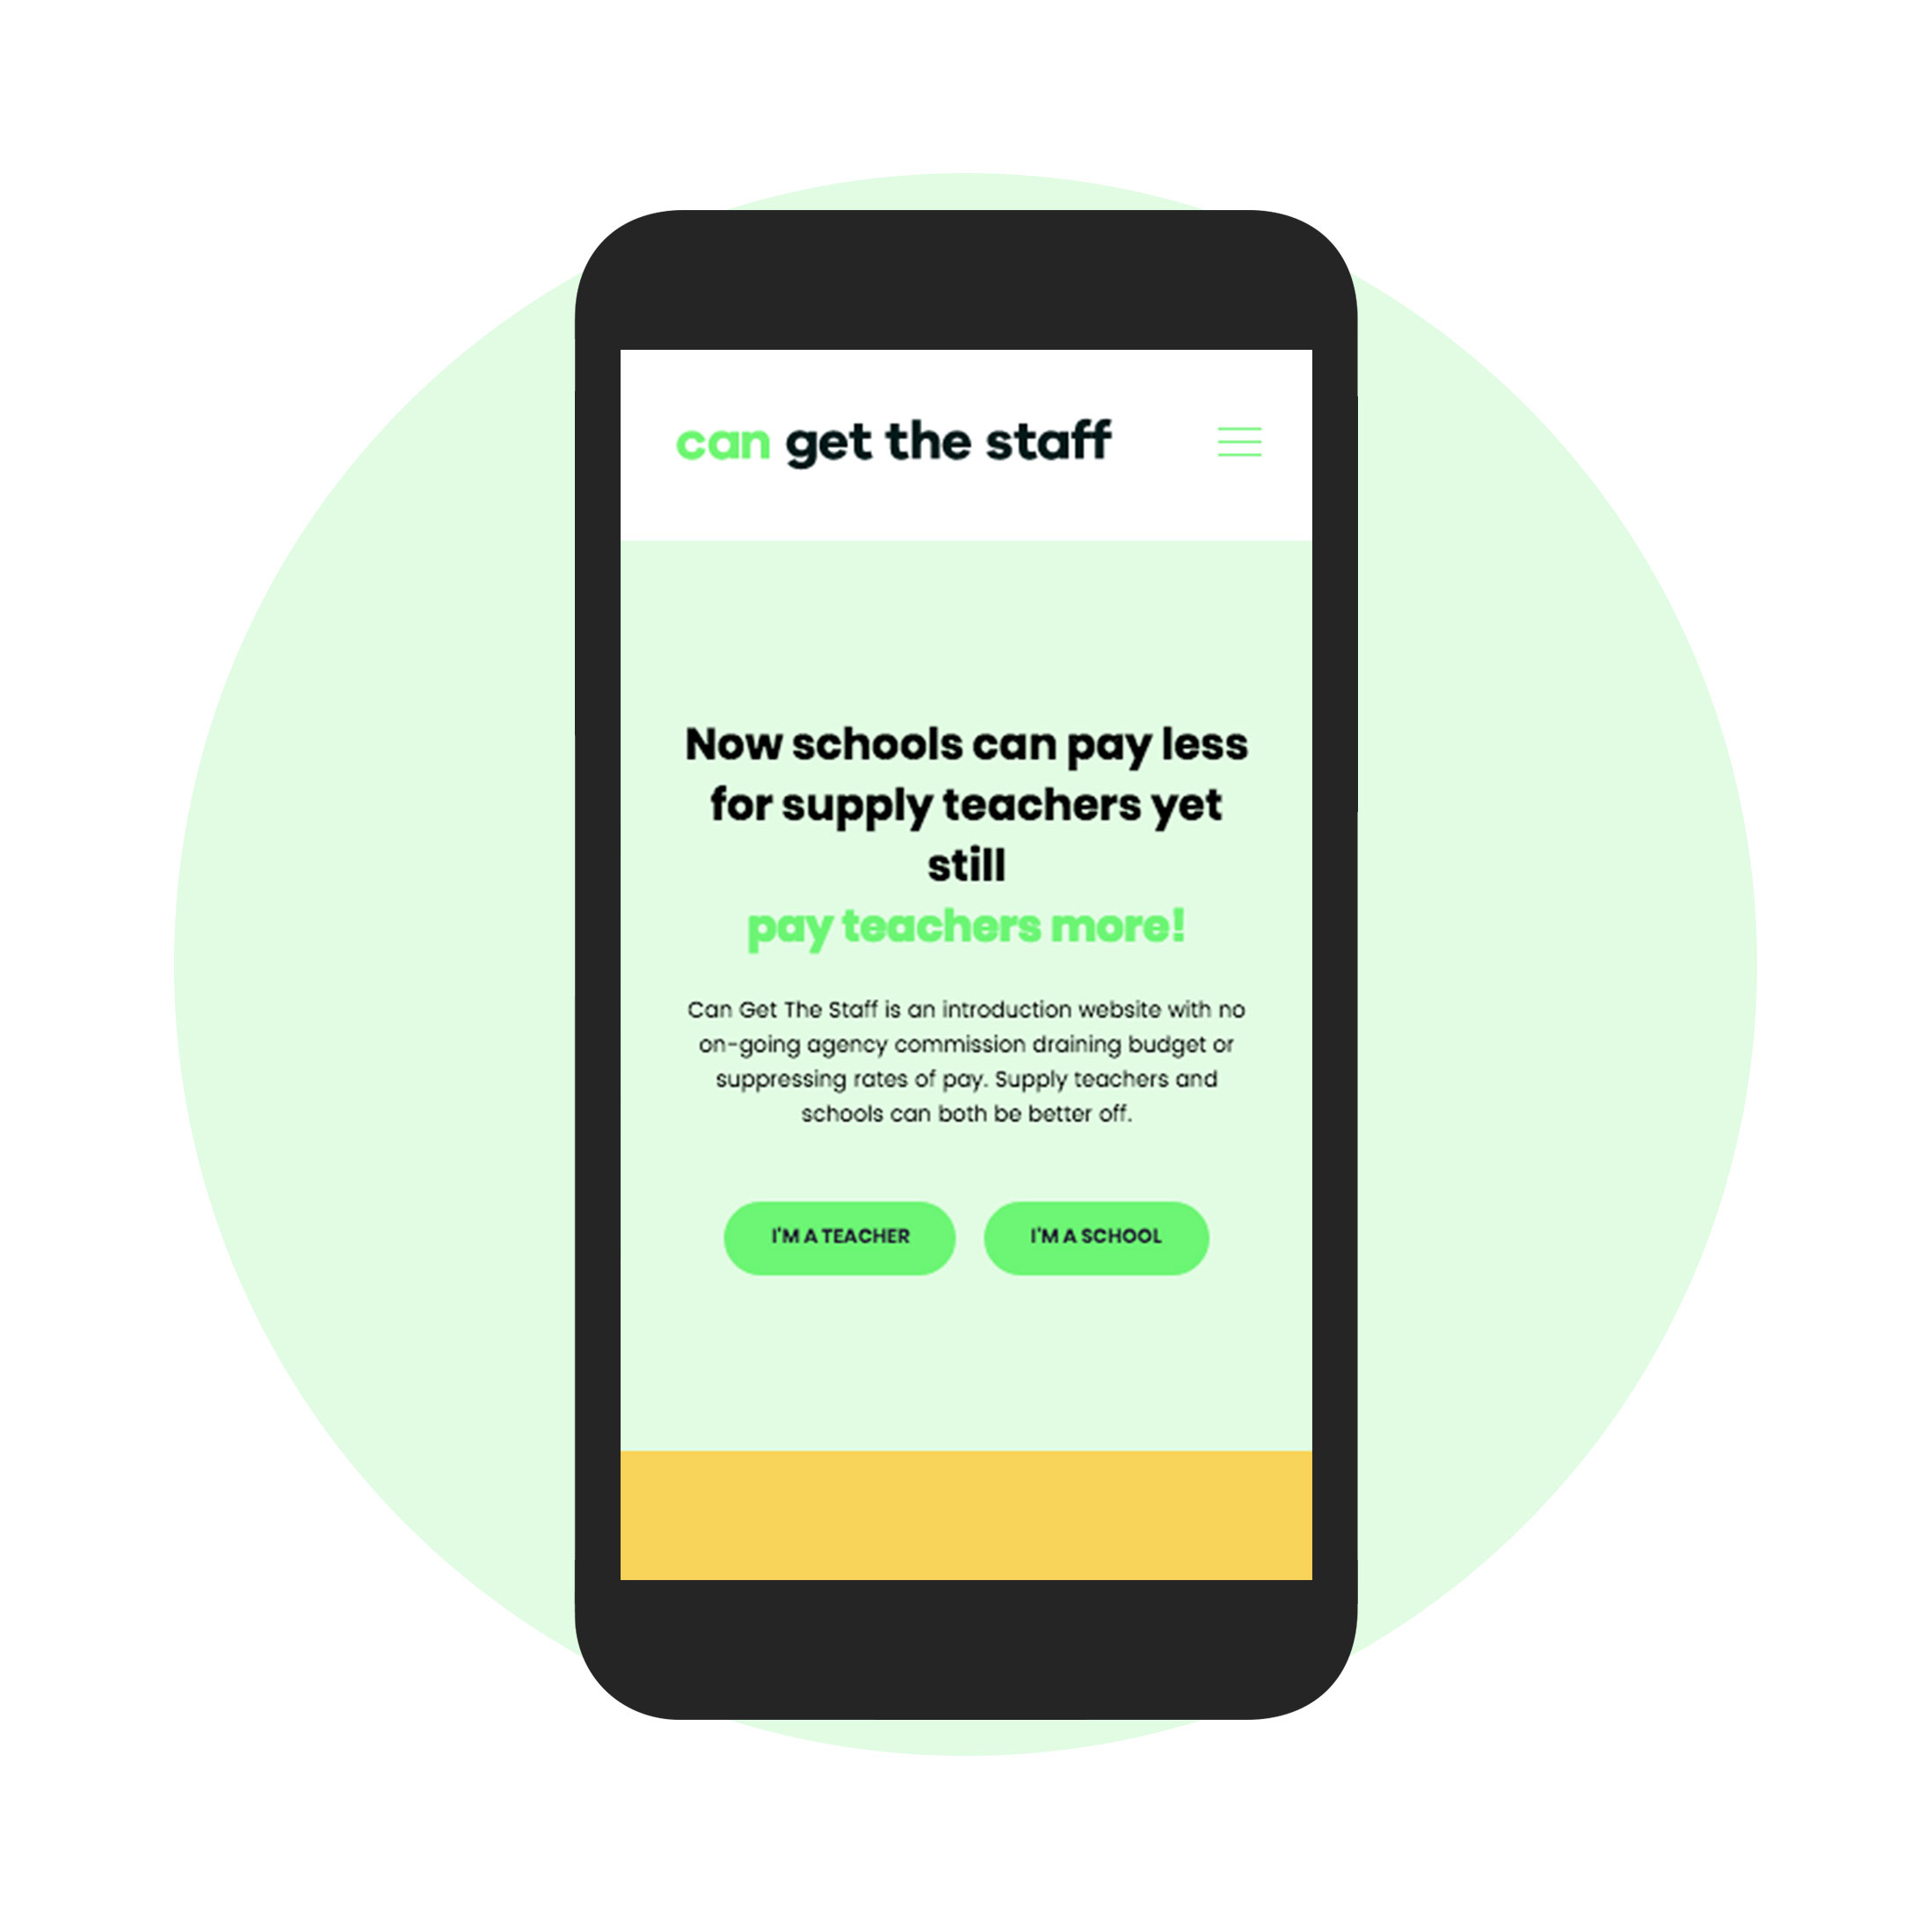 can get the staff
Now schools can pay less
for supply teachers yet
still
pay teachers more!
Can Get The Staff is an introduction website with no
on-going agency commission draining budget or
suppressing rates of pay. Supply teachers and
schools can both be better off.
I'M A TEACHER
I'M A SCHOOL